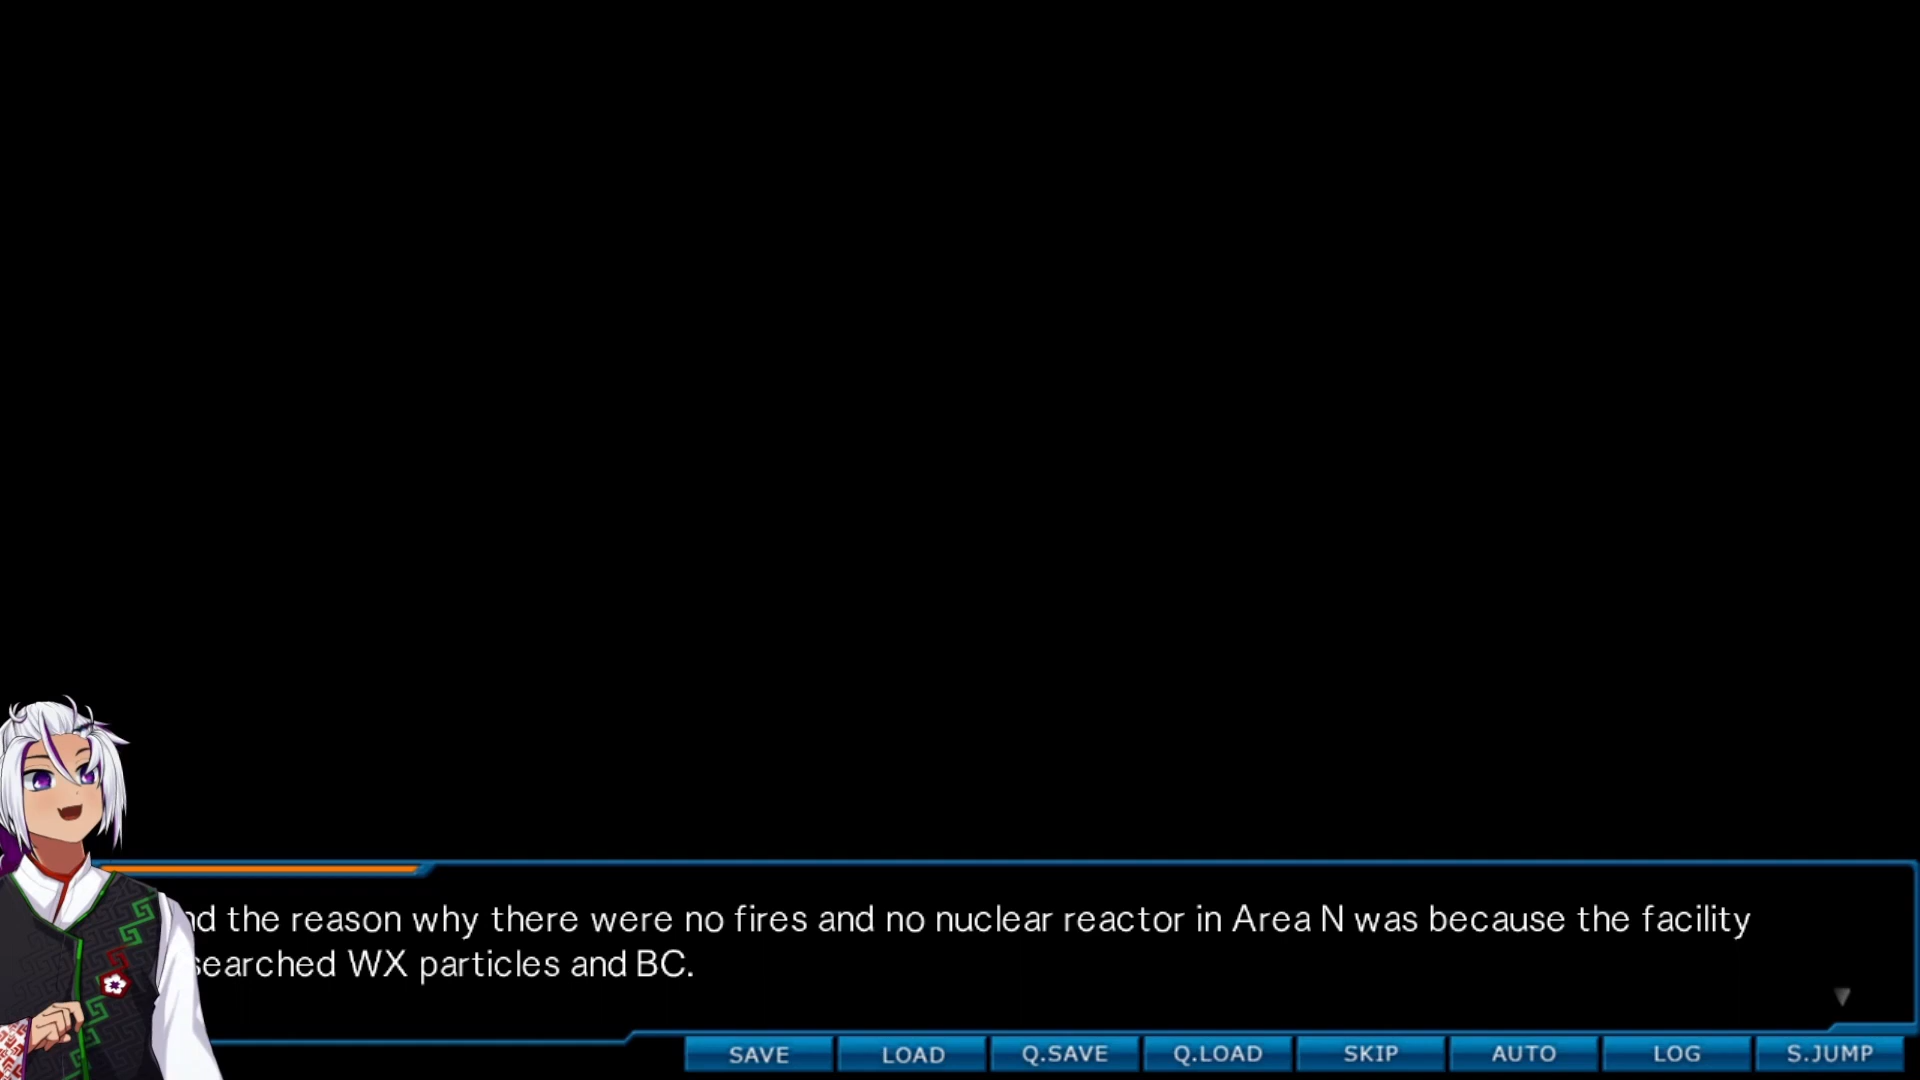 nd the reason why there were no fires and no nuclear reactor in Area N was because the facility
searched WX particles and BC.
SAVE LOAD Q.SAVE Q.LOAD SKIP AUTO LOG S.JUMP